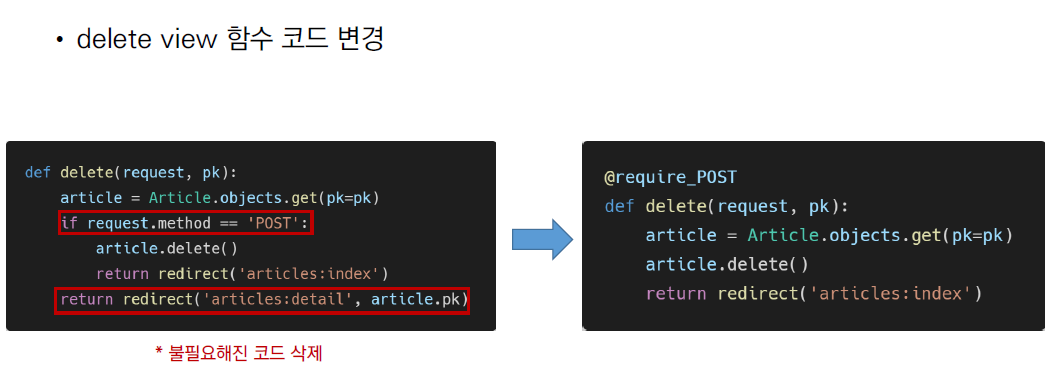 • delete view 함수 코드 변경
def delete(request, pk):
    article = Article.objects.get(pk=pk)
    if request.method == 'POST':
        article.delete()
        return redirect('articles:index')
    return redirect('articles:detail', article.pk)
* 불필요해진 코드 삭제
@require_POST
def delete(request, pk):
    article = Article.objects.get(pk=pk)
    article.delete()
    return redirect('articles:index')